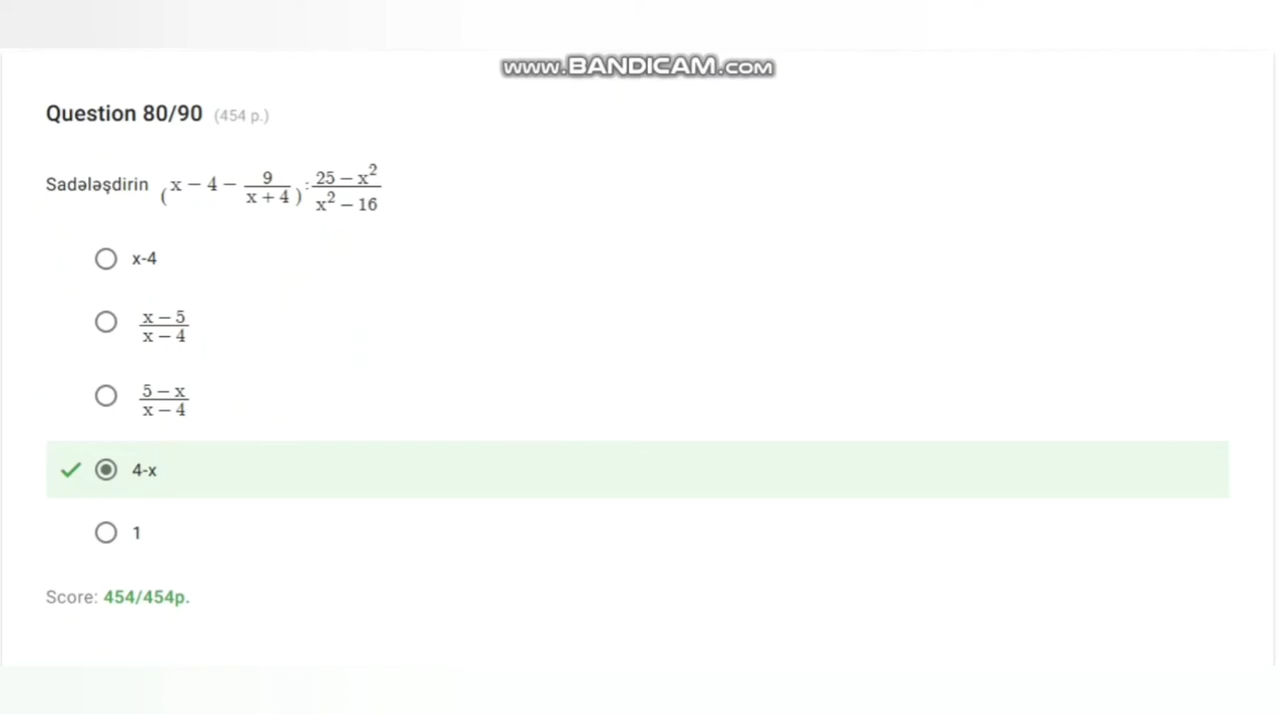 www.BANDICAM.com
Question 80/90 (454 p.)
Sadələşdirin (x − 4 − 9/(x + 4)) : (25 − x²)/(x² − 16)
x-4
(x − 5)/(x − 4)
(5 − x)/(x − 4)
4-x
1
Score: 454/454p.